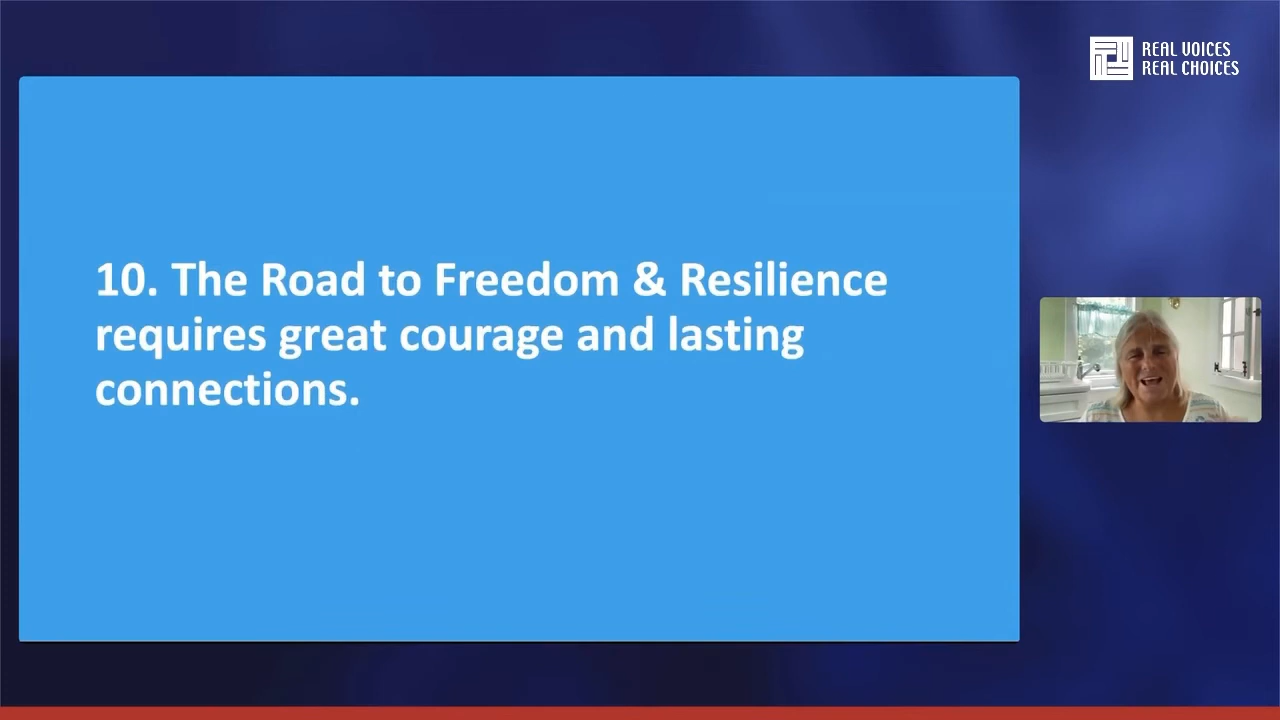 REAL VOICES
REAL CHOICES
10. The Road to Freedom & Resilience
requires great courage and lasting
connections.